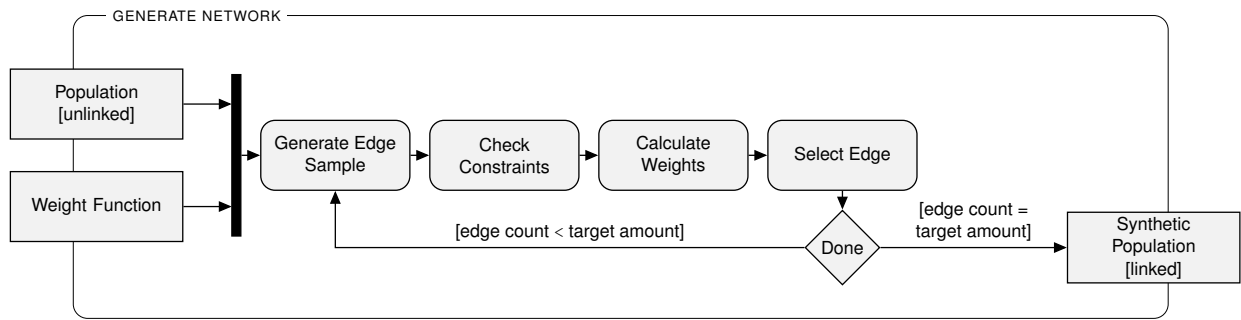 GENERATE NETWORK
Population
[unlinked]
Weight Function
Generate Edge
Sample
Check
Constraints
Calculate
Weights
Select Edge
Done
[edge count < target amount]
[edge count =
target amount]
Synthetic
Population
[linked]